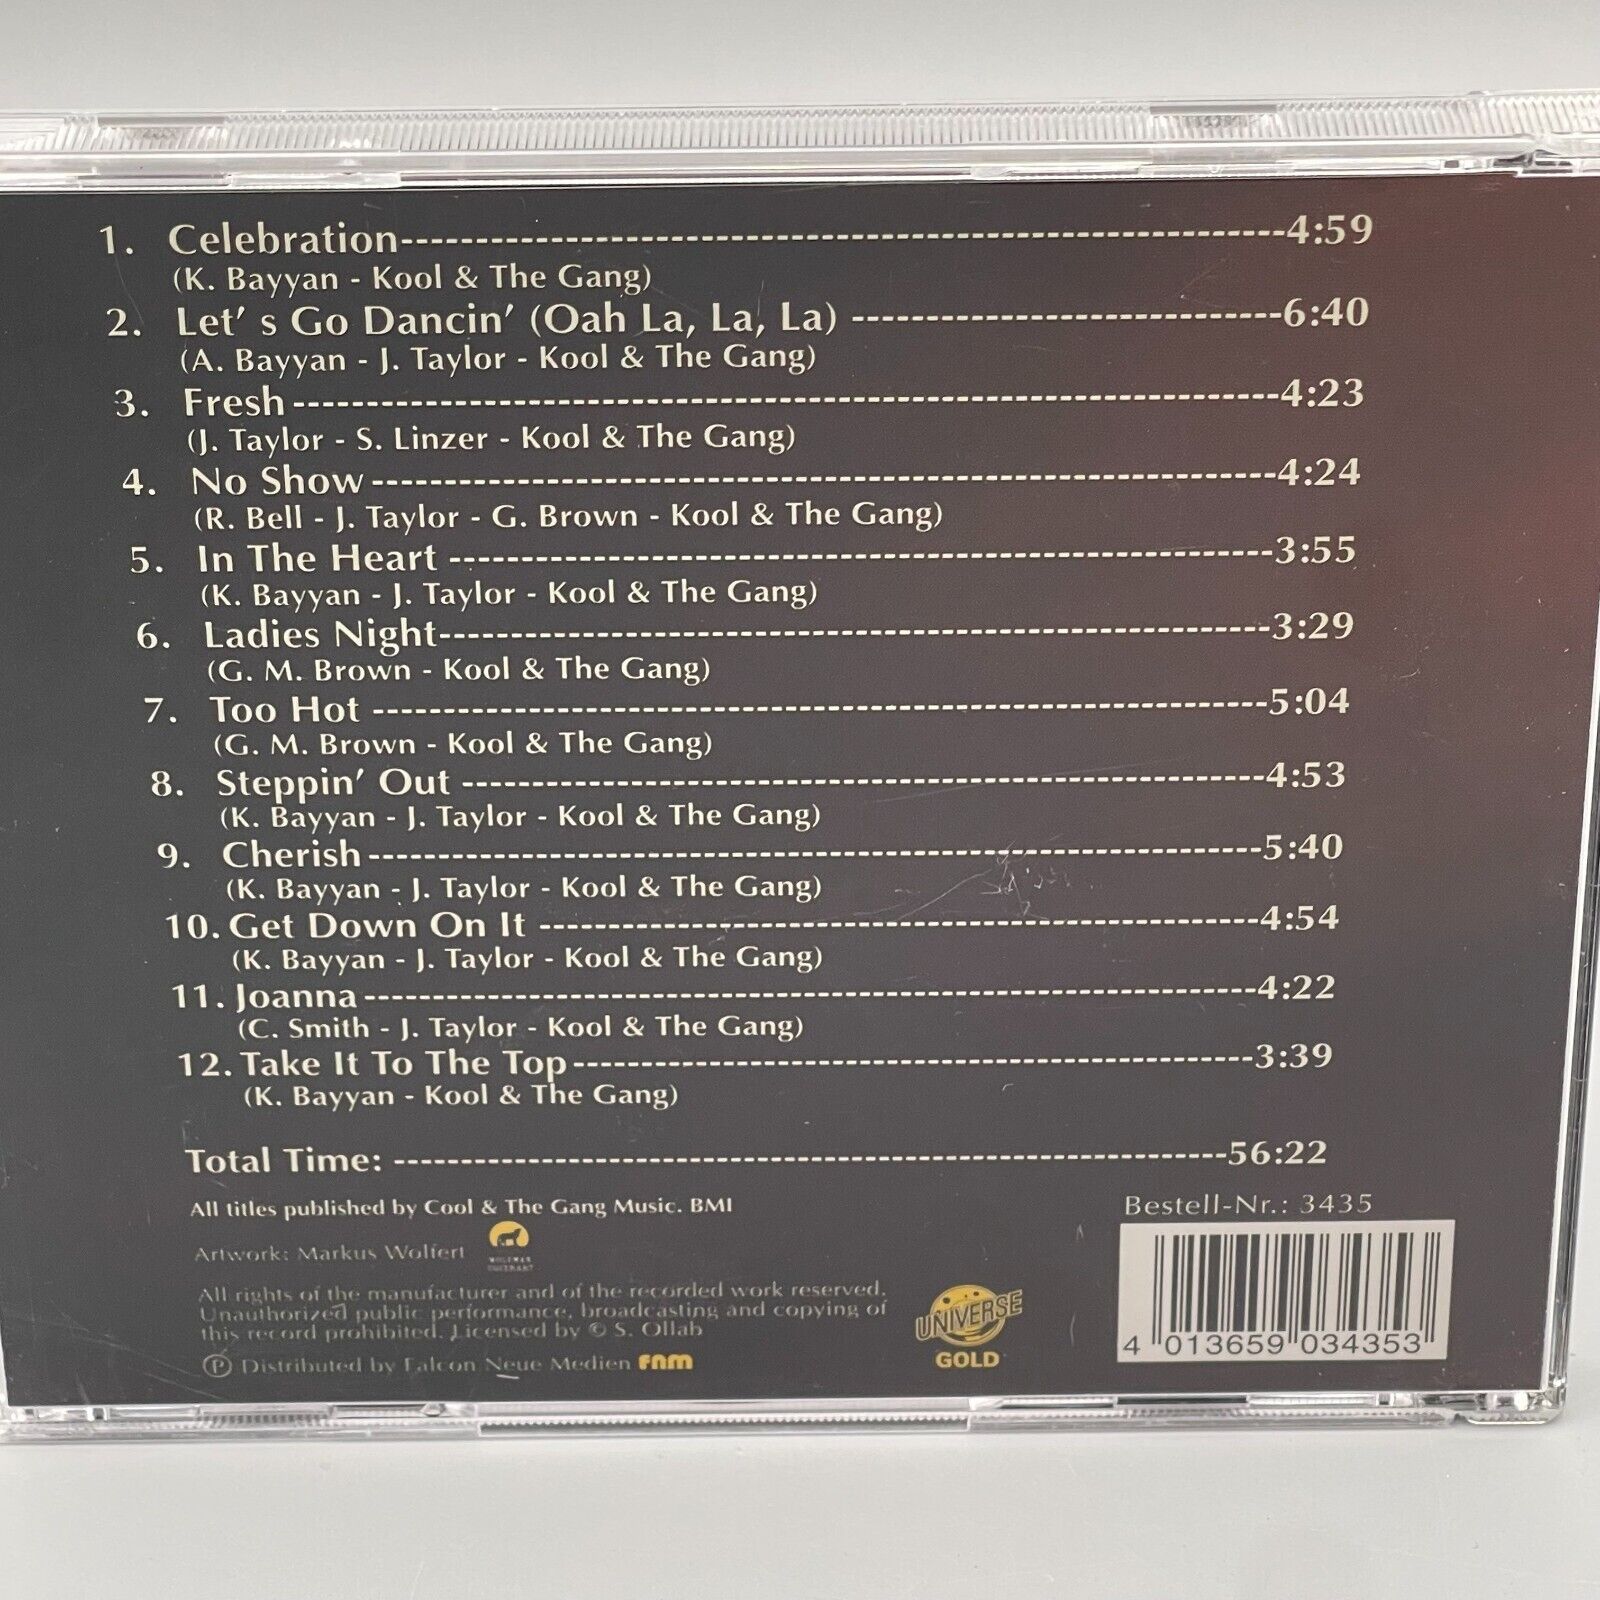 1. Celebration----4:59
(K. Bayyan - Kool & The Gang)
2. Let' s Go Dancin' (Oah La, La, La) ----6:40
(A. Bayyan - J. Taylor - Kool & The Gang)
3. Fresh----4:23
(J. Taylor - S. Linzer - Kool & The Gang)
4. No Show----4:24
(R. Bell - J. Taylor - G. Brown - Kool & The Gang)
5. In The Heart ----3:55
(K. Bayyan - J. Taylor - Kool & The Gang)
6. Ladies Night----3:29
(G. M. Brown - Kool & The Gang)
7. Too Hot ----5:04
(G. M. Brown - Kool & The Gang)
8. Steppin' Out ----4:53
(K. Bayyan - J. Taylor - Kool & The Gang)
9. Cherish----5:40
(K. Bayyan - J. Taylor - Kool & The Gang)
10. Get Down On It ----4:54
(K. Bayyan - J. Taylor - Kool & The Gang)
11. Joanna----4:22
(C. Smith - J. Taylor - Kool & The Gang)
12. Take It To The Top----3:39
(K. Bayyan - Kool & The Gang)
Total Time: ----56:22
All titles published by Cool & The Gang Music. BMI
Bestell-Nr.: 3435
Artwork: Markus Wolfert
All rights of the manufacturer and of the recorded work reserved.
Unauthorized public performance, broadcasting and copying of
this record prohibited. Licensed by © S. Ollab
℗ Distributed by Falcon Neue Medien fnm
UNIVERSE
GOLD
4 013659 034353